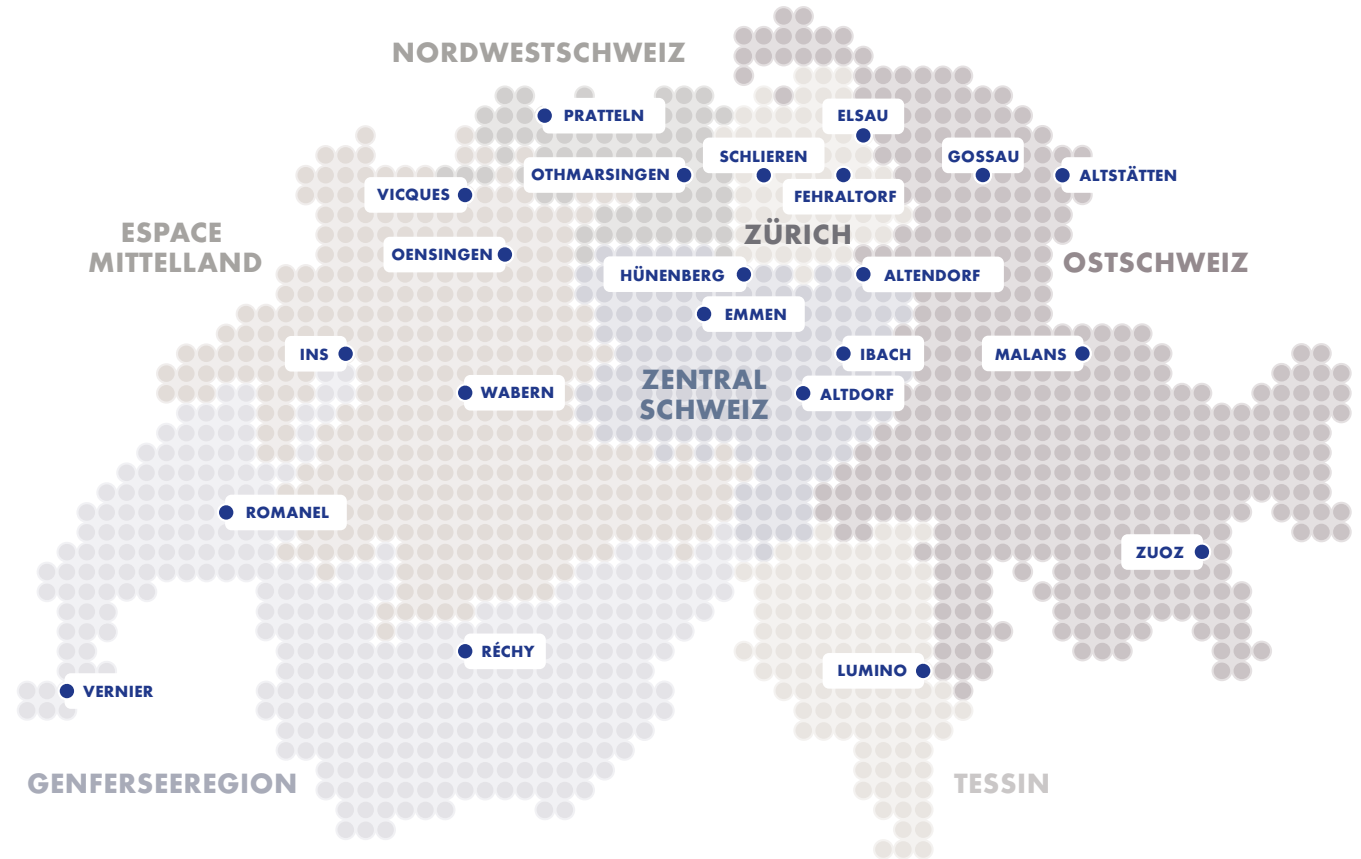 NORDWESTSCHWEIZ
PRATTELN
ELSAU
SCHLIEREN
GOSSAU
OTHMARSINGEN
ALTSTÄTTEN
VICQUES
FEHRALTORF
ESPACE
MITTELLAND
ZÜRICH
OENSINGEN
OSTSCHWEIZ
HÜNENBERG
ALTENDORF
EMMEN
INS
IBACH
MALANS
ZENTRAL
SCHWEIZ
WABERN
ALTDORF
ROMANEL
ZUOZ
RÉCHY
LUMINO
VERNIER
GENFERSEEREGION
TESSIN